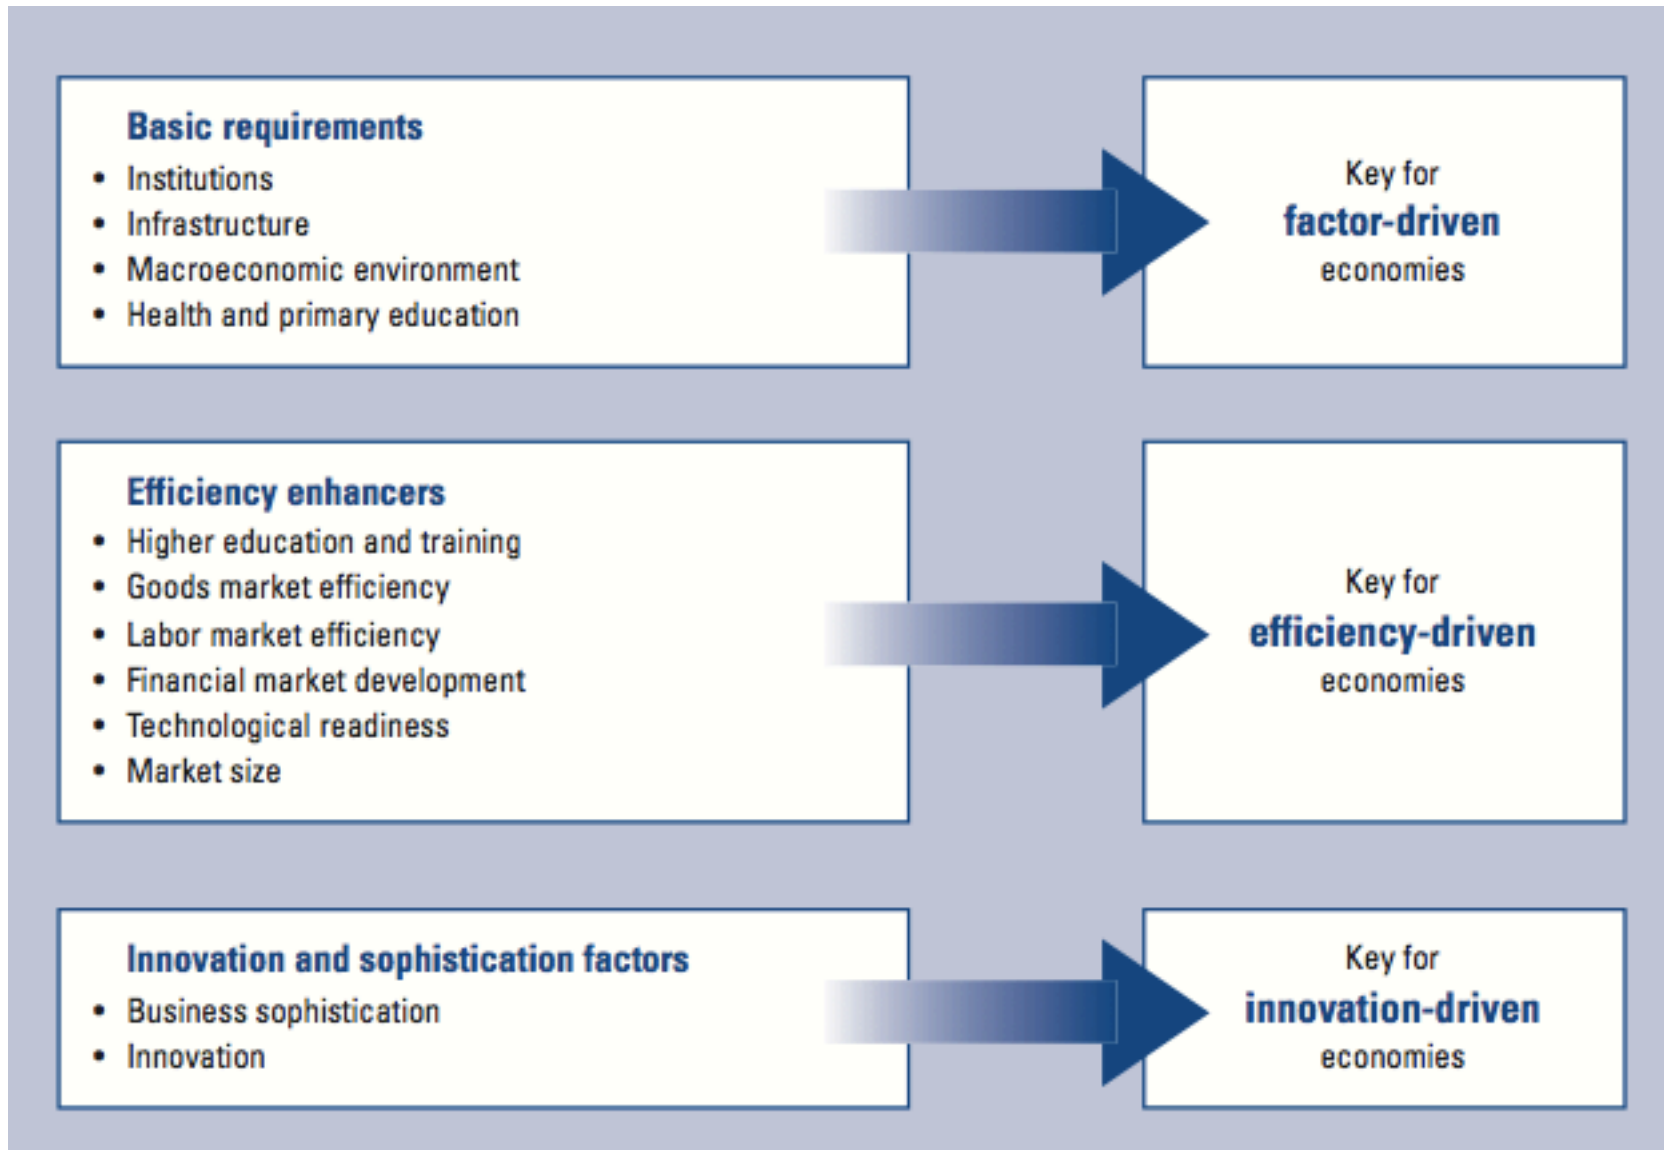 Basic requirements
• Institutions
• Infrastructure
• Macroeconomic environment
• Health and primary education
Key for
factor-driven
economies
Efficiency enhancers
• Higher education and training
• Goods market efficiency
• Labor market efficiency
• Financial market development
• Technological readiness
• Market size
Key for
efficiency-driven
economies
Innovation and sophistication factors
• Business sophistication
• Innovation
Key for
innovation-driven
economies